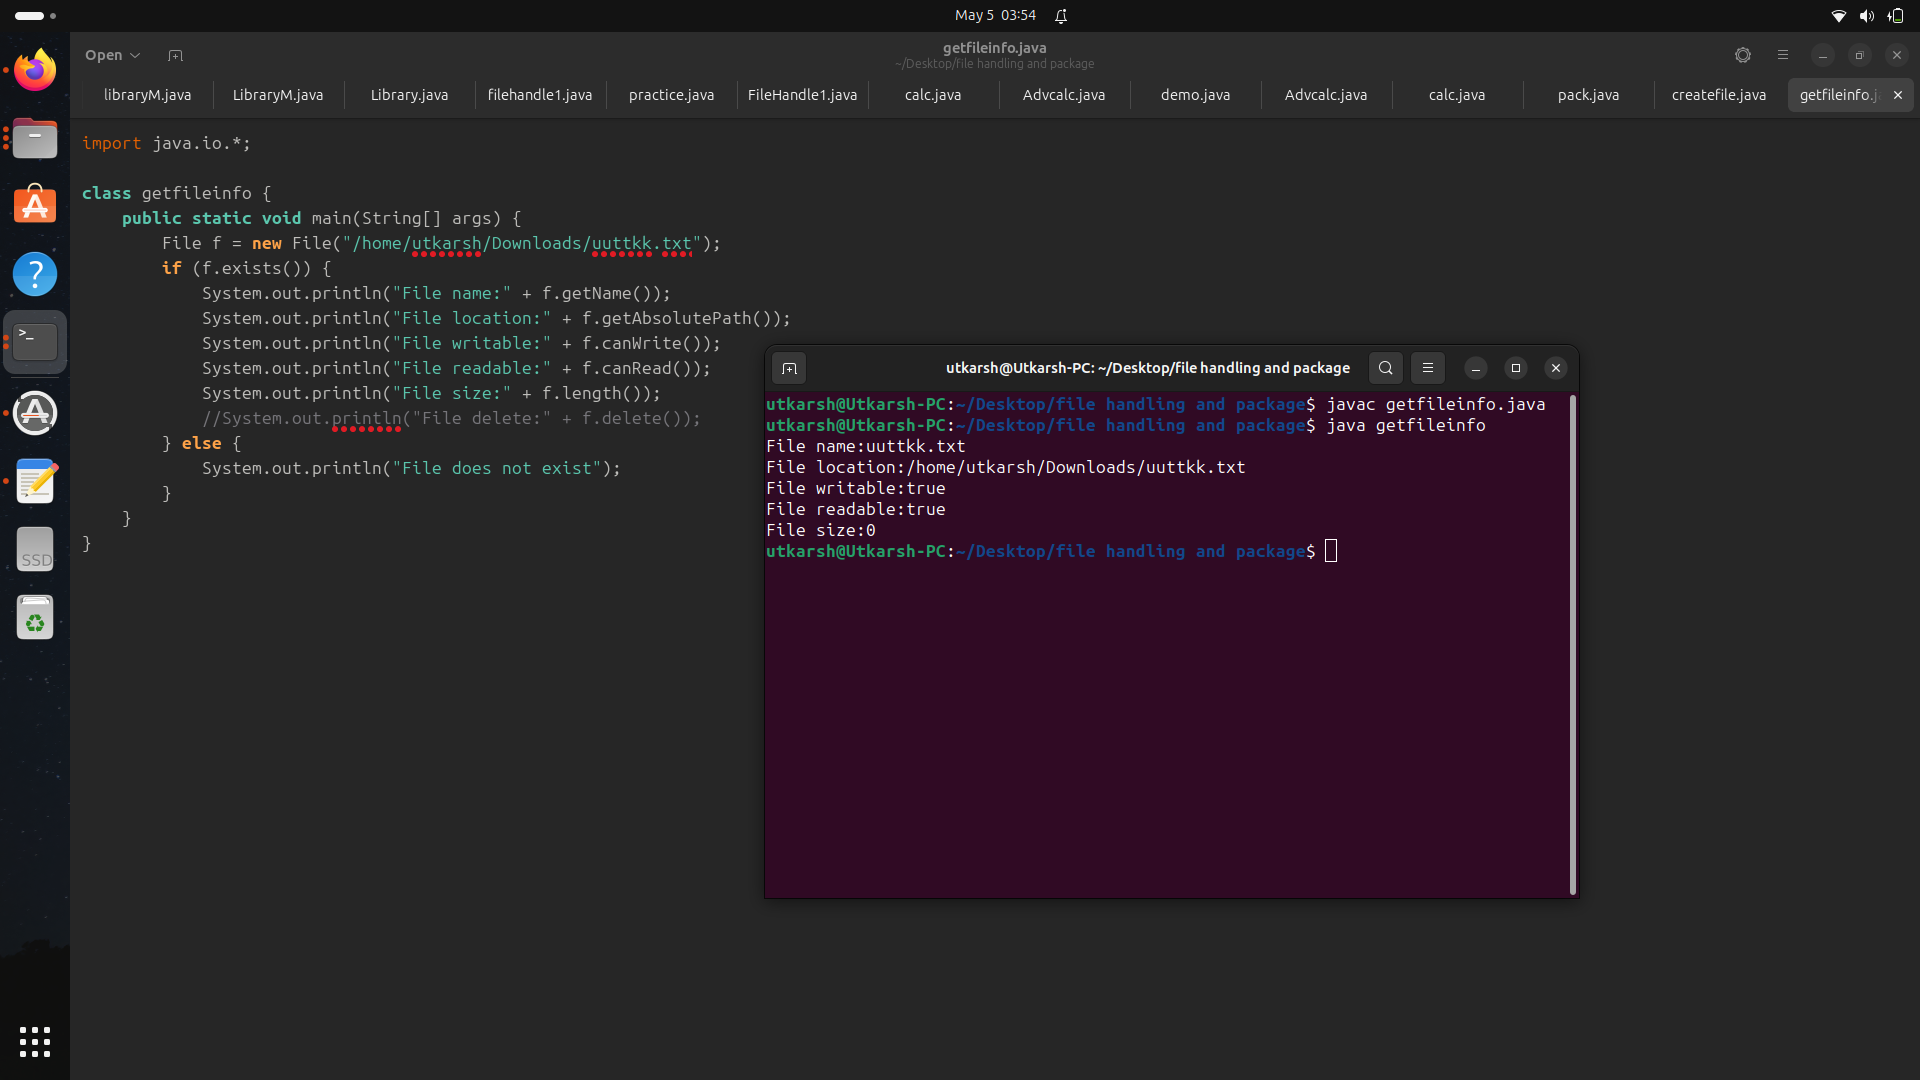 May 5 03:54
Open
getfileinfo.java
~/Desktop/file handling and package
libraryM.java LibraryM.java Library.java filehandle1.java practice.java FileHandle1.java calc.java Advcalc.java demo.java Advcalc.java calc.java pack.java createfile.java getfileinfo.j
import java.io.*;
class getfileinfo {
public static void main(String[] args) {
File f = new File("/home/utkarsh/Downloads/uuttkk.txt");
if (f.exists()) {
System.out.println("File name:" + f.getName());
System.out.println("File location:" + f.getAbsolutePath());
System.out.println("File writable:" + f.canWrite());
System.out.println("File readable:" + f.canRead());
System.out.println("File size:" + f.length());
//System.out.println("File delete:" + f.delete());
} else {
System.out.println("File does not exist");
}
}
}
utkarsh@Utkarsh-PC: ~/Desktop/file handling and package
utkarsh@Utkarsh-PC:~/Desktop/file handling and package$ javac getfileinfo.java
utkarsh@Utkarsh-PC:~/Desktop/file handling and package$ java getfileinfo
File name:uuttkk.txt
File location:/home/utkarsh/Downloads/uuttkk.txt
File writable:true
File readable:true
File size:0
utkarsh@Utkarsh-PC:~/Desktop/file handling and package$
SSD